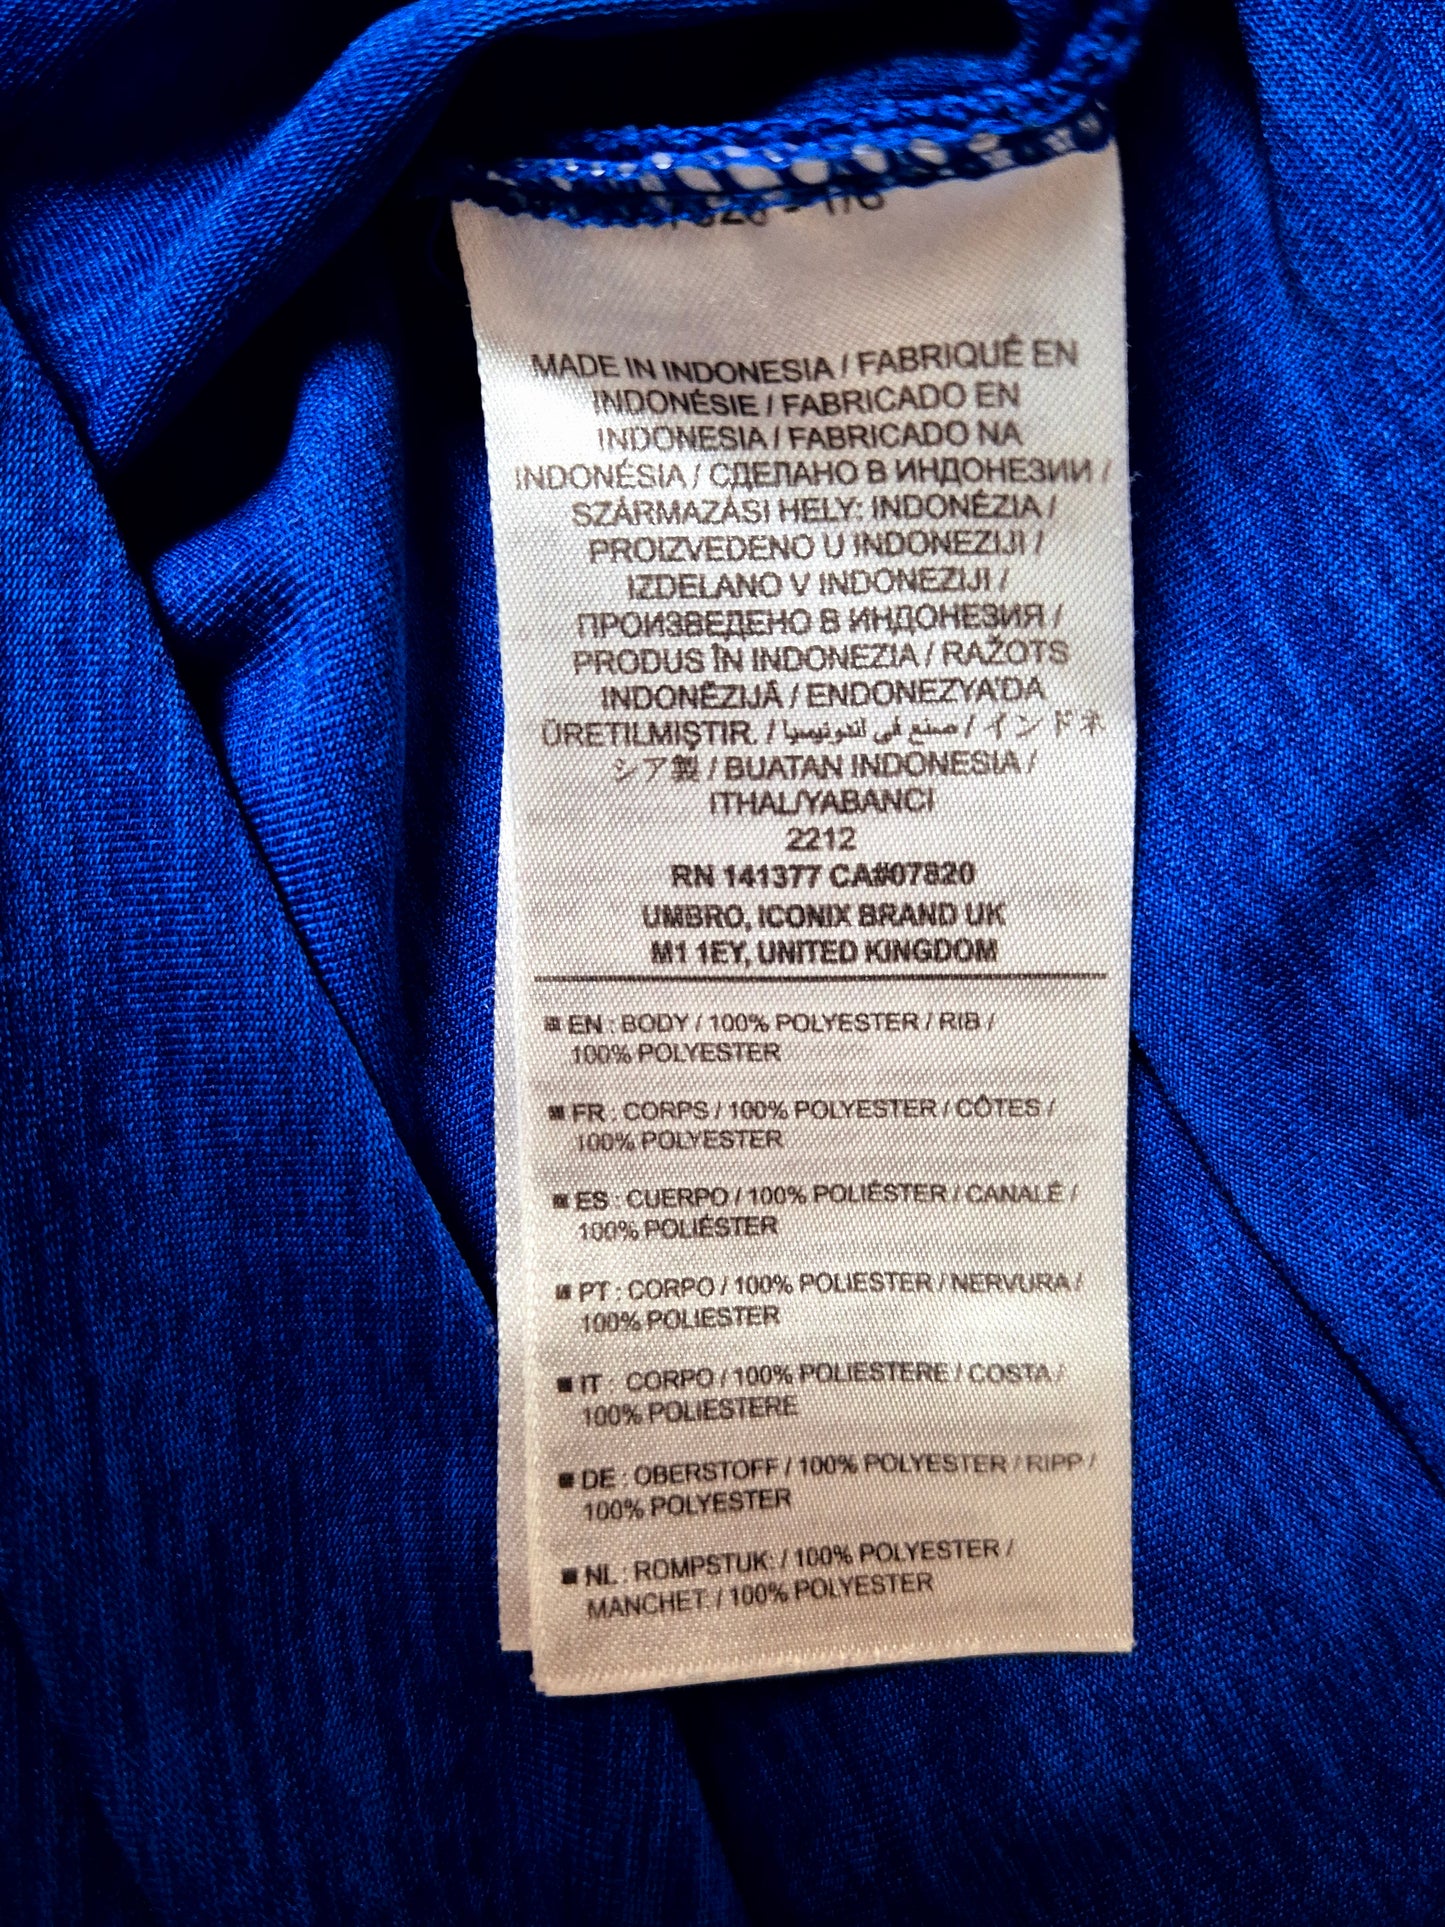 MADE IN INDONESIA / FABRIQUÉ EN
INDONÉSIE / FABRICADO EN
INDONESIA / FABRICADO NA
INDONÉSIA / СДЕЛАНО В ИНДОНЕЗИИ /
SZÁRMAZÁSI HELY: INDONÉZIA /
PROIZVEDENO U INDONEZIJI /
IZDELANO V INDONEZIJI /
ПРОИЗВЕДЕНО В ИНДОНЕЗИЯ /
PRODUS ÎN INDONEZIA / RAŽOTS
INDONĒZIJĀ / ENDONEZYA'DA
ÜRETILMIŞTIR. / صنع في اندونيسيا / インドネ
シア製 / BUATAN INDONESIA /
ITHAL/YABANCI
2212
RN 141377 CA#07820
UMBRO, ICONIX BRAND UK
M1 1EY, UNITED KINGDOM
■ EN : BODY / 100% POLYESTER / RIB /
100% POLYESTER
■ FR : CORPS / 100% POLYESTER / CÔTES /
100% POLYESTER
■ ES : CUERPO / 100% POLIÉSTER / CANALÉ /
100% POLIÉSTER
■ PT : CORPO / 100% POLIESTER / NERVURA /
100% POLIESTER
■ IT : CORPO / 100% POLIESTERE / COSTA /
100% POLIESTERE
■ DE : OBERSTOFF / 100% POLYESTER / RIPP /
100% POLYESTER
■ NL : ROMPSTUK: / 100% POLYESTER /
MANCHET: / 100% POLYESTER